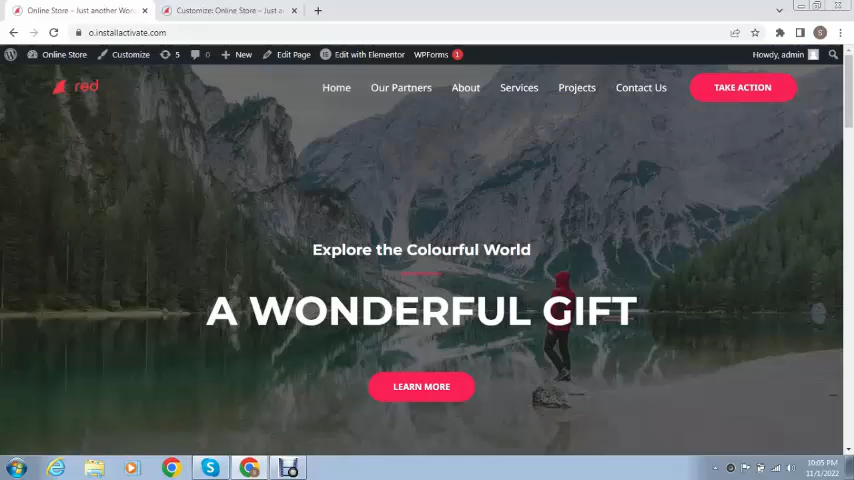 Online Store – Just another Wor
Customize: Online Store – Just a
o.installactivate.com
S
Online Store
Customize
5
0
New
Edit Page
Edit with Elementor
WPForms 1
Howdy, admin
red
Home
Our Partners
About
Services
Projects
Contact Us
TAKE ACTION
Explore the Colourful World
A WONDERFUL GIFT
LEARN MORE
10:05 PM
11/1/2022